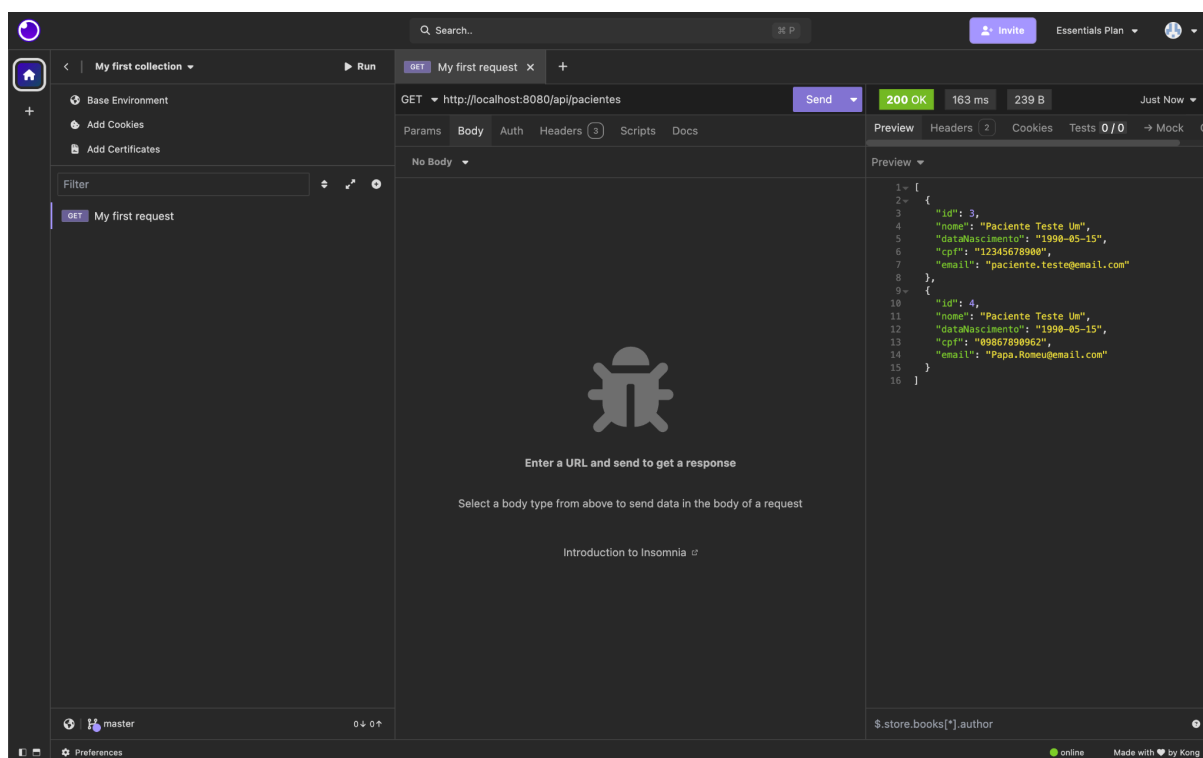 Search..
⌘ P
Invite
Essentials Plan
My first collection
Run
GET My first request
Base Environment
Add Cookies
Add Certificates
Filter
GET My first request
GET http://localhost:8080/api/pacientes
Send
200 OK
163 ms
239 B
Just Now
Params Body Auth Headers 3 Scripts Docs
Preview Headers 2 Cookies Tests 0 / 0 → Mock
No Body
Preview
1 [
2 {
3 "id": 3,
4 "nome": "Paciente Teste Um",
5 "dataNascimento": "1990-05-15",
6 "cpf": "12345678900",
7 "email": "paciente.teste@email.com"
8 },
9 {
10 "id": 4,
11 "nome": "Paciente Teste Um",
12 "dataNascimento": "1990-05-15",
13 "cpf": "09867890962",
14 "email": "Papa.Romeu@email.com"
15 }
16 ]
Enter a URL and send to get a response
Select a body type from above to send data in the body of a request
Introduction to Insomnia
master
0↓ 0↑
$.store.books[*].author
Preferences
online
Made with ♥ by Kong